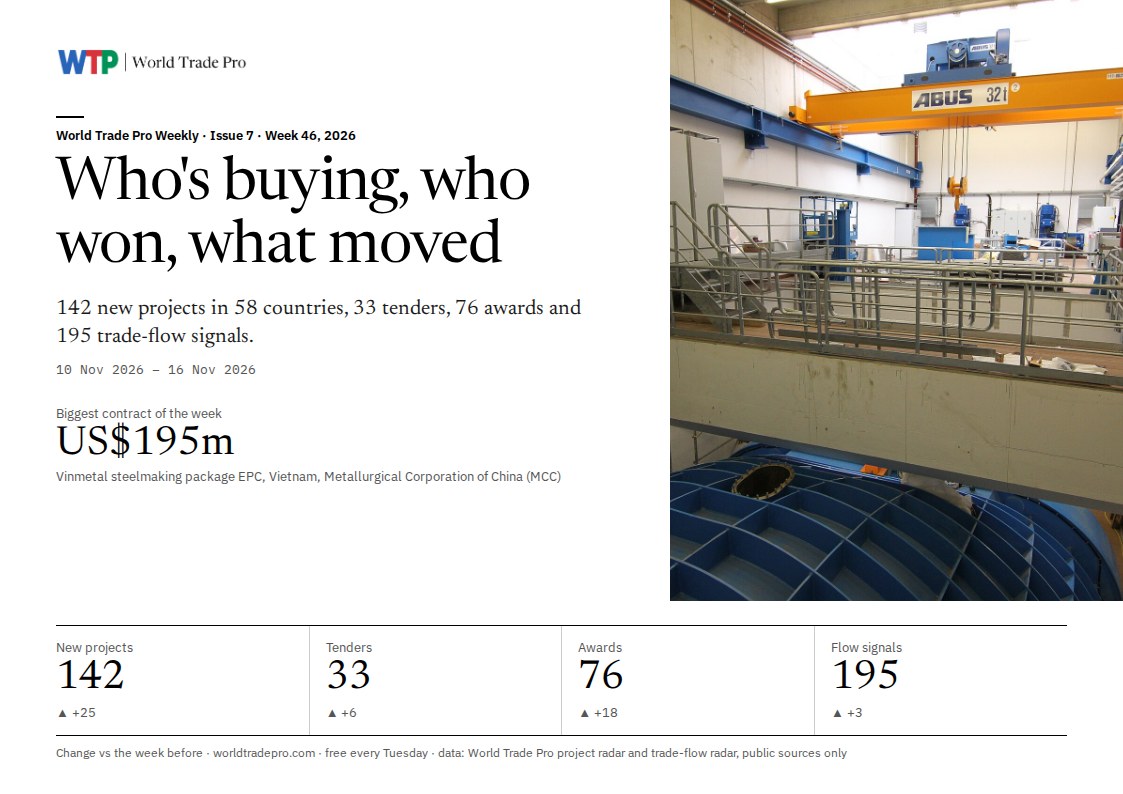 WTP | World Trade Pro
World Trade Pro Weekly · Issue 7 · Week 46, 2026
Who's buying, who
won, what moved
142 new projects in 58 countries, 33 tenders, 76 awards and
195 trade-flow signals.
10 Nov 2026 – 16 Nov 2026
Biggest contract of the week
US$195m
Vinmetal steelmaking package EPC, Vietnam, Metallurgical Corporation of China (MCC)
ABUS 32t
New projects
142
▲ +25
Tenders
33
▲ +6
Awards
76
▲ +18
Flow signals
195
▲ +3
Change vs the week before · worldtradepro.com · free every Tuesday · data: World Trade Pro project radar and trade-flow radar, public sources only